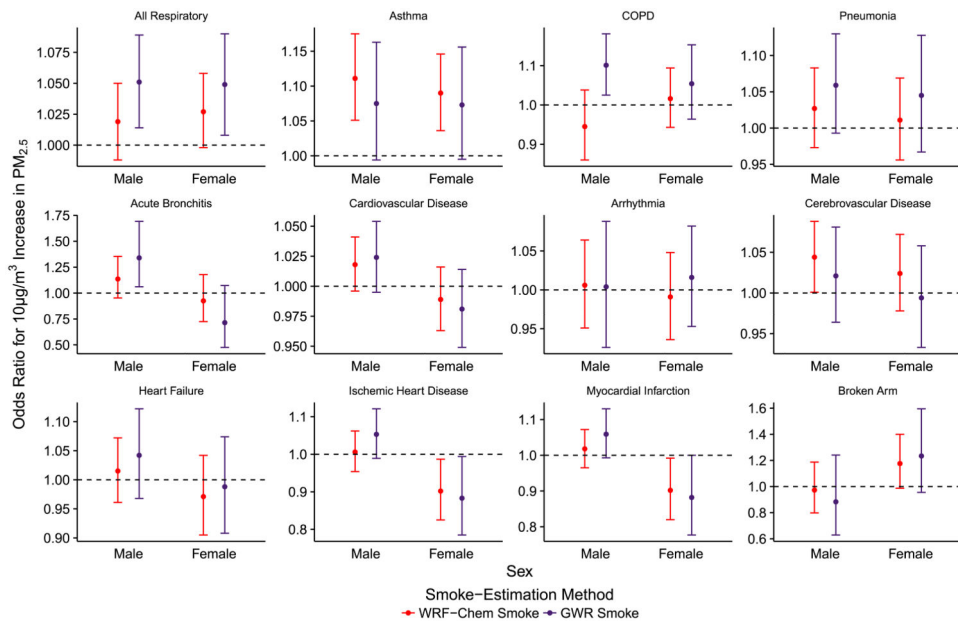 All Respiratory
Asthma
COPD
Pneumonia
1.100
1.075
1.050
1.025
1.000
1.15
1.10
1.05
1.00
1.1
1.0
0.9
1.10
1.05
1.00
0.95
Male Female
Male Female
Male Female
Male Female
Acute Bronchitis
Cardiovascular Disease
Arrhythmia
Cerebrovascular Disease
1.75
1.50
1.25
1.00
0.75
0.50
1.050
1.025
1.000
0.975
0.950
1.05
1.00
0.95
1.05
1.00
0.95
Male Female
Male Female
Male Female
Male Female
Heart Failure
Ischemic Heart Disease
Myocardial Infarction
Broken Arm
1.10
1.05
1.00
0.95
0.90
1.1
1.0
0.9
0.8
1.1
1.0
0.9
0.8
1.6
1.4
1.2
1.0
0.8
0.6
Male Female
Male Female
Male Female
Male Female
Odds Ratio for 10µg/m³ Increase in PM₂.₅
Sex
Smoke−Estimation Method
WRF−Chem Smoke GWR Smoke